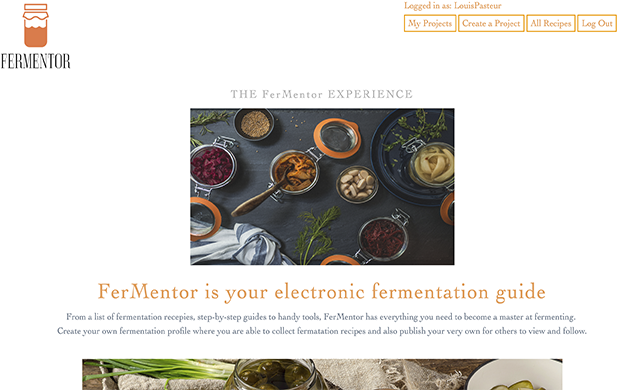 Logged in as: LouisPasteur
My Projects Create a Project All Recipes Log Out
FERMENTOR
THE FerMentor EXPERIENCE
FerMentor is your electronic fermentation guide
From a list of fermentation recepies, step-by-step guides to handy tools, FerMentor has everything you need to become a master at fermenting.
Create your own fermentation profile where you are able to collect fermatation recipes and also publish your very own for others to view and follow.